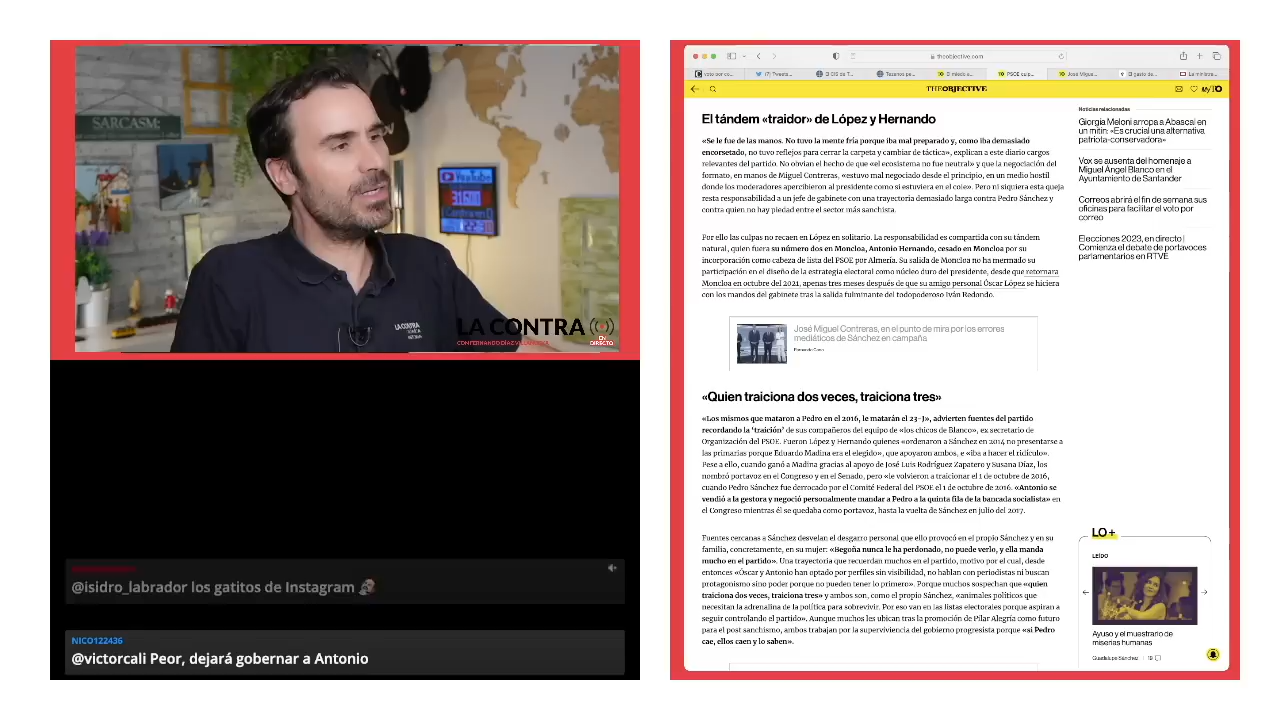 SARCASM:
YouTube
LA CONTRA
EN DIRECTO
@isidro_labrador los gatitos de Instagram
NICO122436
@victorcali Peor, dejará gobernar a Antonio
theobjective.com
voto por co...
(7) Tweets...
El CIS de T...
Tezanos pe...
PSOE culp...
José Migue...
El gasto de...
La ministra...
THE OBJECTIVE
El tándem «traidor» de López y Hernando
«Se le fue de las manos. No tuvo la mente fría porque iba mal preparado y, como iba demasiado
encorsetado, no tuvo reflejos para cerrar la carpeta y cambiar de táctica», explican a este diario cargos
relevantes del partido. No obvian el hecho de que «el ecosistema no fue neutral» y que la negociación del
formato, en manos de Miguel Contreras, «estuvo mal negociado desde el principio, en un medio hostil
donde los moderadores apercibieron al presidente como si estuviera en el cole». Pero ni siquiera esta queja
resta responsabilidad a un jefe de gabinete con una trayectoria demasiado larga contra Pedro Sánchez y
contra quien no hay piedad entre el sector más sanchista.
Por ello las culpas no recaen en López en solitario. La responsabilidad es compartida con su tándem
natural, quien fuera su número dos en Moncloa, Antonio Hernando, cesado en Moncloa por su
incorporación como cabeza de lista del PSOE por Almería. Su salida de Moncloa no ha mermado su
participación en el diseño de la estrategia electoral como núcleo duro del presidente, desde que retornara
Moncloa en octubre del 2021, apenas tres meses después de que su amigo personal Óscar López se hiciera
con los mandos del gabinete tras la salida fulminante del todopoderoso Iván Redondo.
José Miguel Contreras, en el punto de mira por los errores
mediáticos de Sánchez en campaña
«Quien traiciona dos veces, traiciona tres»
«Los mismos que mataron a Pedro en el 2016, le matarán el 23-J», advierten fuentes del partido
recordando la 'traición' de sus compañeros del equipo de «los chicos de Blanco», ex secretario de
Organización del PSOE. Fueron López y Hernando quienes «ordenaron a Sánchez en 2014 no presentarse a
las primarias porque Eduardo Madina era el elegido», que apoyaron ambos, e «iba a hacer el ridículo».
Pese a ello, cuando ganó a Madina gracias al apoyo de José Luis Rodríguez Zapatero y Susana Díaz, los
nombró portavoz en el Congreso y en el Senado, pero «le volvieron a traicionar el 1 de octubre de 2016,
cuando Pedro Sánchez fue derrocado por el Comité Federal del PSOE el 1 de octubre de 2016. «Antonio se
vendió a la gestora y negoció personalmente mandar a Pedro a la quinta fila de la bancada socialista» en
el Congreso mientras él se quedaba como portavoz, hasta la vuelta de Sánchez en julio del 2017.
Fuentes cercanas a Sánchez desvelan el desgarro personal que ello provocó en el propio Sánchez y en su
familia, concretamente, en su mujer: «Begoña nunca le ha perdonado, no puede verlo, y ella manda
mucho en el partido». Una trayectoria que recuerdan muchos en el partido, motivo por el cual, desde
entonces «Óscar y Antonio han optado por perfiles sin visibilidad, no hablan con periodistas ni buscan
protagonismo sino poder porque no pueden tener lo primero». Porque muchos sospechan que «quien
traiciona dos veces, traiciona tres» y ambos son, como el propio Sánchez, «animales políticos que
necesitan la adrenalina de la política para sobrevivir. Por eso van en las listas electorales porque aspiran a
seguir controlando el partido». Aunque muchos les ubican tras la promoción de Pilar Alegría como futuro
para el post sanchismo, ambos trabajan por la supervivencia del gobierno progresista porque «si Pedro
cae, ellos caen y lo saben».
Noticias relacionadas
Giorgia Meloni arropa a Abascal en
un mitin: «Es crucial una alternativa
patriota-conservadora»
Vox se ausenta del homenaje a
Miguel Ángel Blanco en el
Ayuntamiento de Santander
Correos abrirá el fin de semana sus
oficinas para facilitar el voto por
correo
Elecciones 2023, en directo |
Comienza el debate de portavoces
parlamentarios en RTVE
LO+
LEÍDO
Ayuso y el muestrario de
miserias humanas
Guadalupe Sánchez